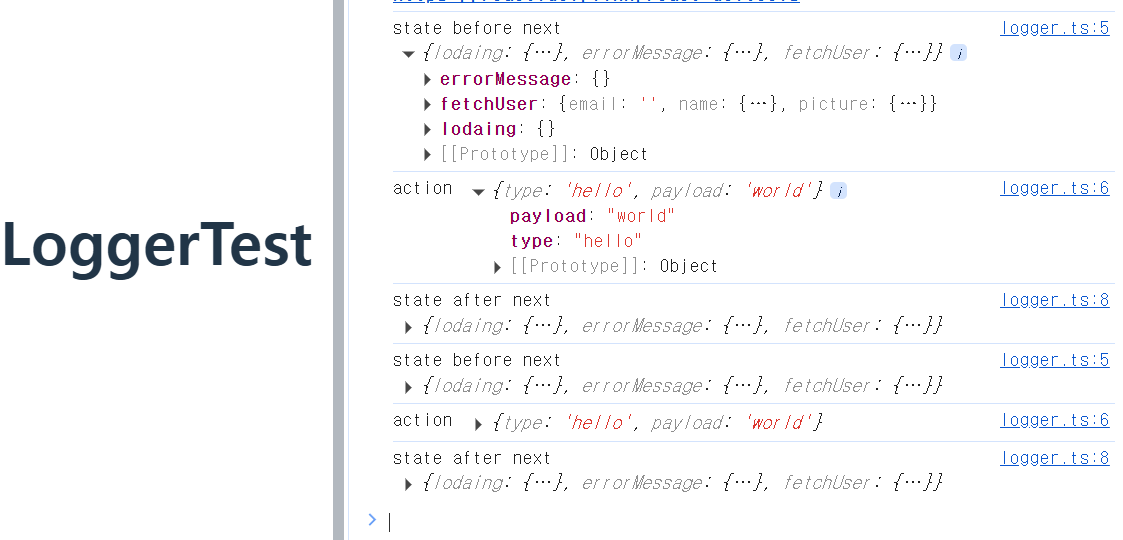 state before next logger.ts:5
{lodaing: {…}, errorMessage: {…}, fetchUser: {…}} i
errorMessage: {}
fetchUser: {email: '', name: {…}, picture: {…}}
lodaing: {}
[[Prototype]]: Object
action {type: 'hello', payload: 'world'} i logger.ts:6
payload: "world"
type: "hello"
LoggerTest
[[Prototype]]: Object
state after next logger.ts:8
{lodaing: {…}, errorMessage: {…}, fetchUser: {…}}
state before next logger.ts:5
{lodaing: {…}, errorMessage: {…}, fetchUser: {…}}
action {type: 'hello', payload: 'world'} logger.ts:6
state after next logger.ts:8
{lodaing: {…}, errorMessage: {…}, fetchUser: {…}}